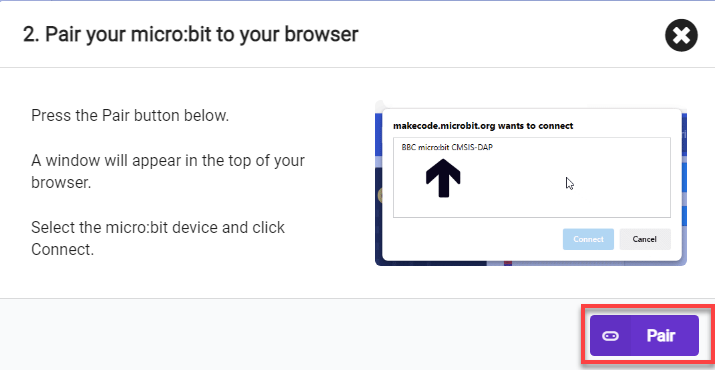 2. Pair your micro:bit to your browser
Press the Pair button below.
A window will appear in the top of your
browser.
Select the micro:bit device and click
Connect.
makecode.microbit.org wants to connect
BBC micro:bit CMSIS-DAP
Connect
Cancel
Pair